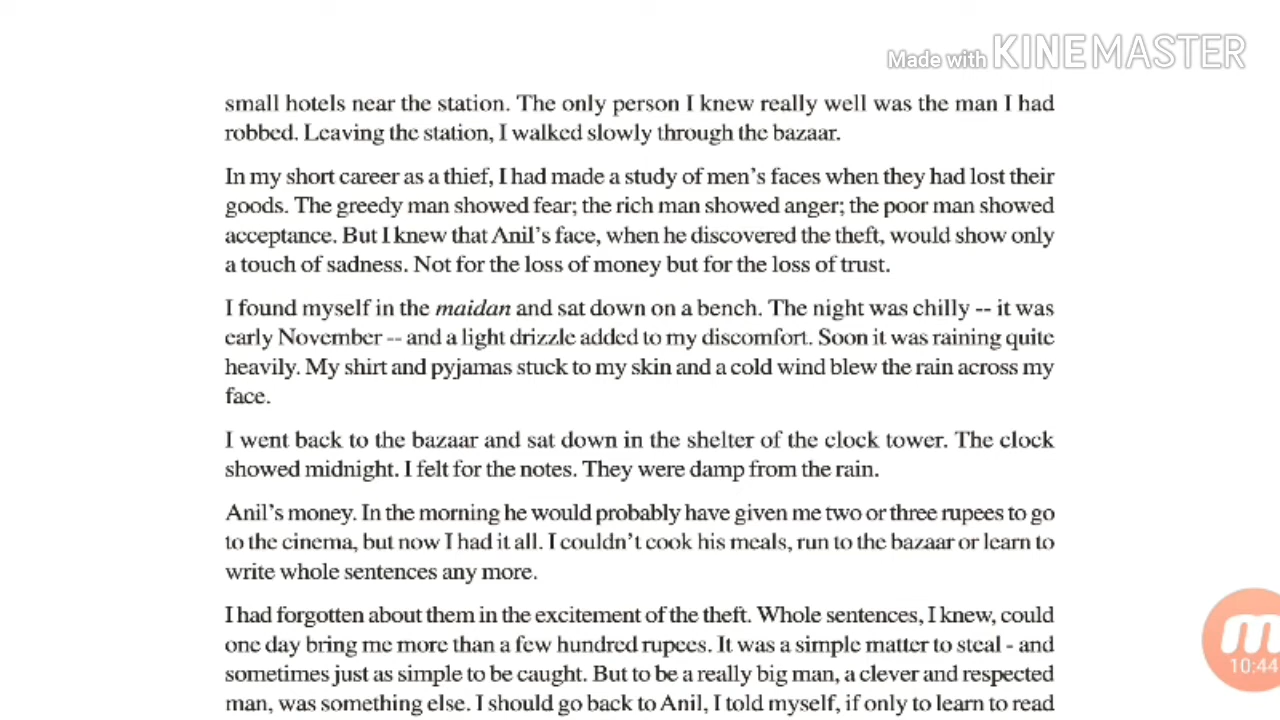 Made with KINEMASTER
small hotels near the station. The only person I knew really well was the man I had
robbed. Leaving the station, I walked slowly through the bazaar.
In my short career as a thief, I had made a study of men's faces when they had lost their
goods. The greedy man showed fear; the rich man showed anger; the poor man showed
acceptance. But I knew that Anil's face, when he discovered the theft, would show only
a touch of sadness. Not for the loss of money but for the loss of trust.
I found myself in the maidan and sat down on a bench. The night was chilly -- it was
early November -- and a light drizzle added to my discomfort. Soon it was raining quite
heavily. My shirt and pyjamas stuck to my skin and a cold wind blew the rain across my
face.
I went back to the bazaar and sat down in the shelter of the clock tower. The clock
showed midnight. I felt for the notes. They were damp from the rain.
Anil's money. In the morning he would probably have given me two or three rupees to go
to the cinema, but now I had it all. I couldn't cook his meals, run to the bazaar or learn to
write whole sentences any more.
I had forgotten about them in the excitement of the theft. Whole sentences, I knew, could
one day bring me more than a few hundred rupees. It was a simple matter to steal - and
sometimes just as simple to be caught. But to be a really big man, a clever and respected
man, was something else. I should go back to Anil, I told myself, if only to learn to read
10:44